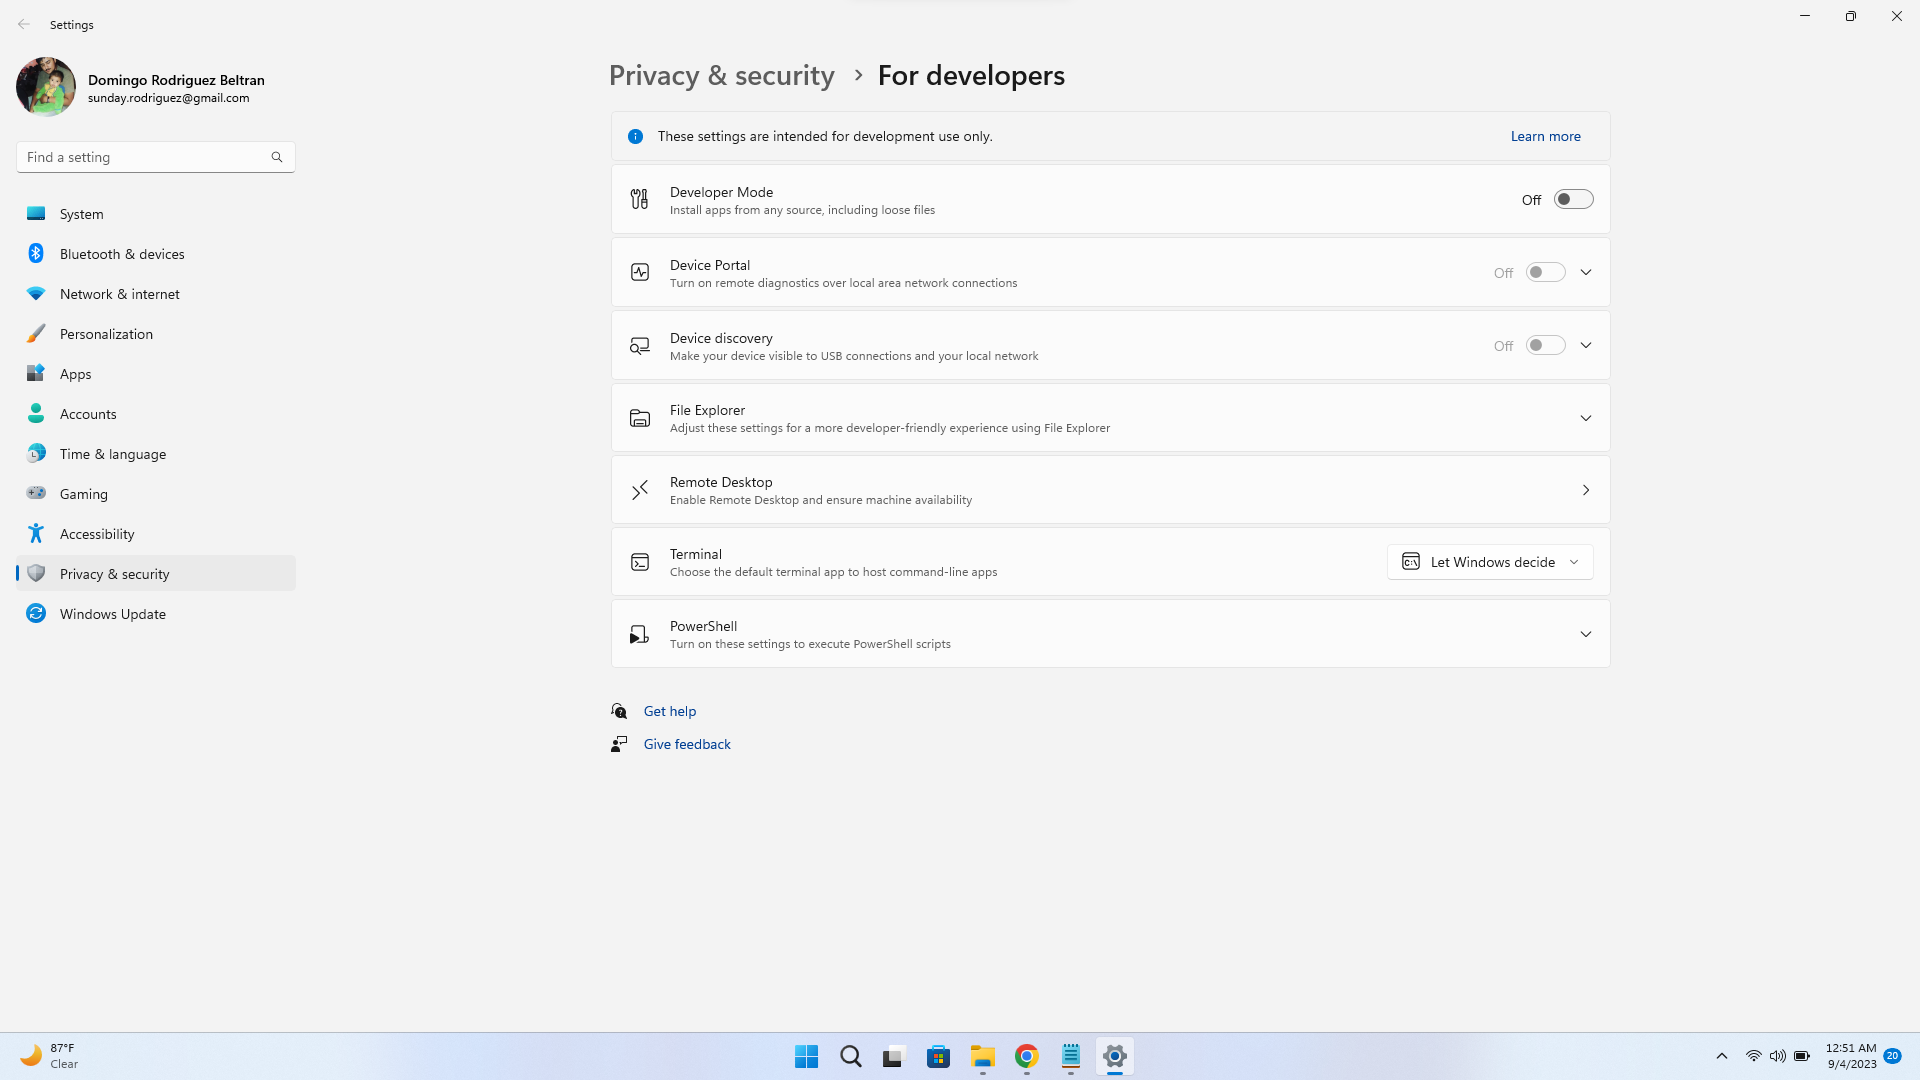 Settings
Domingo Rodriguez Beltran
sunday.rodriguez@gmail.com
Find a setting
System
Bluetooth & devices
Network & internet
Personalization
Apps
Accounts
Time & language
Gaming
Accessibility
Privacy & security
Windows Update
Privacy & security > For developers
These settings are intended for development use only.
Learn more
Developer Mode
Install apps from any source, including loose files
Off
Device Portal
Turn on remote diagnostics over local area network connections
Off
Device discovery
Make your device visible to USB connections and your local network
Off
File Explorer
Adjust these settings for a more developer-friendly experience using File Explorer
Remote Desktop
Enable Remote Desktop and ensure machine availability
Terminal
Choose the default terminal app to host command-line apps
Let Windows decide
PowerShell
Turn on these settings to execute PowerShell scripts
Get help
Give feedback
87°F
Clear
12:51 AM
9/4/2023
20